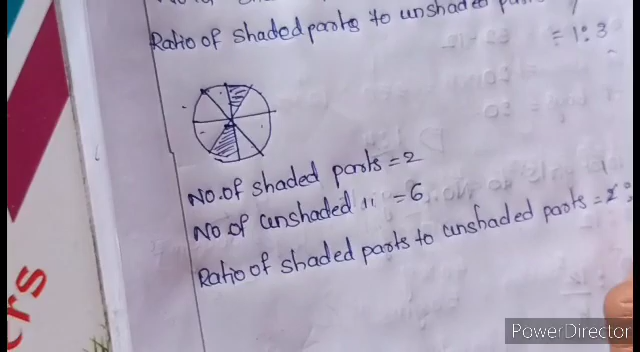 Ratio of shaded parts to unshaded
= 1:3
No. of shaded parts = 2
No of unshaded " = 6
Ratio of shaded parts to unshaded parts =
ers
PowerDirector